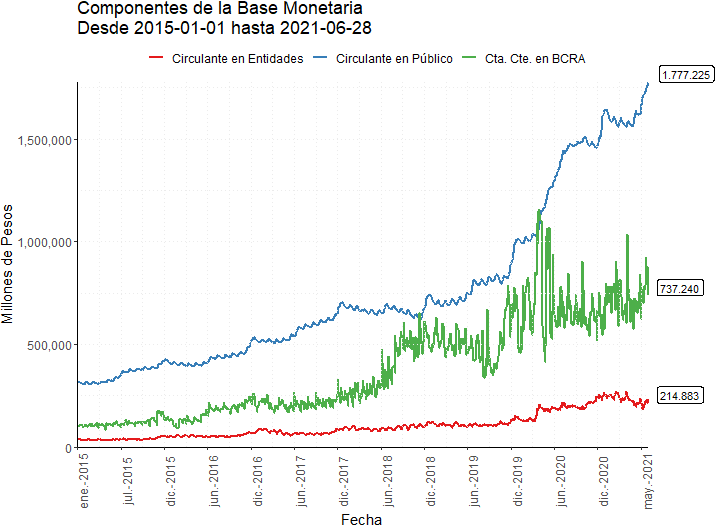 Componentes de la Base Monetaria
Desde 2015-01-01 hasta 2021-06-28
Circulante en Entidades Circulante en Público Cta. Cte. en BCRA
1.777.225
1,500,000
1,000,000
737.240
500,000
214.883
0
Millones de Pesos
ene.-2015
jul.-2015
dic.-2015
jun.-2016
dic.-2016
jun.-2017
dic.-2017
jun.-2018
dic.-2018
jun.-2019
dic.-2019
jun.-2020
dic.-2020
may.-2021
Fecha